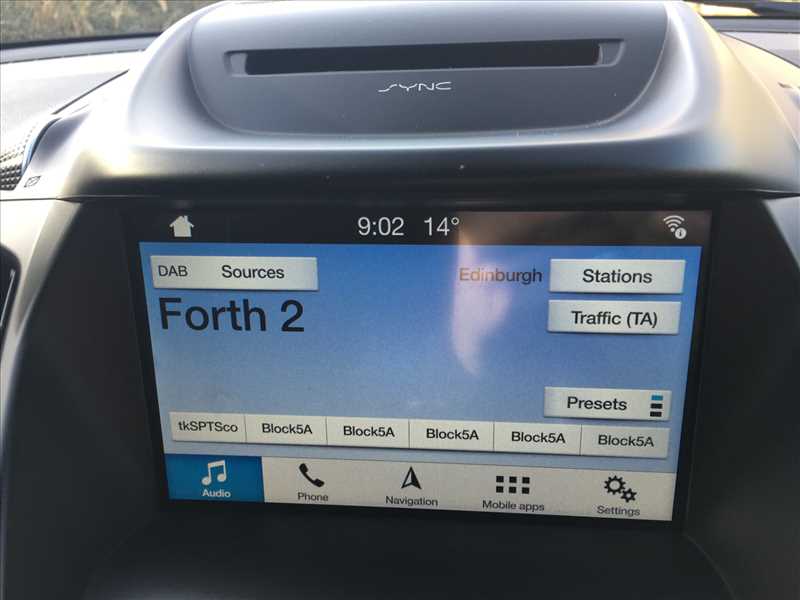 SYNC
9:02 14°
DAB Sources Edinburgh Stations
Forth 2 Traffic (TA)
Presets
tkSPTSco Block5A Block5A Block5A Block5A Block5A
Audio Phone Navigation Mobile apps Settings